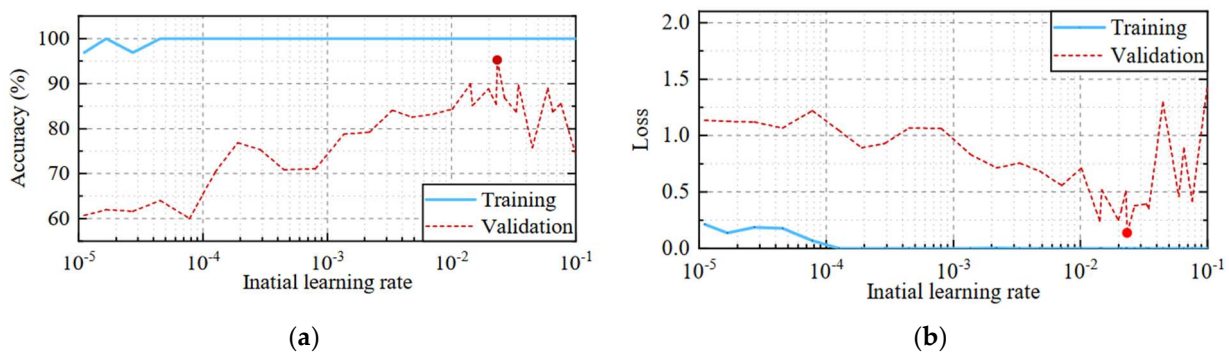 100
90
80
70
60
Accuracy (%)
Training
Validation
Training
Validation
10-5
10-4
10-3
10-2
10-1
Inatial learning rate
(a)
2.0
1.5
1.0
0.5
0.0
Loss
Training
Validation
10-5
10-4
10-3
10-2
10-1
Inatial learning rate
(b)